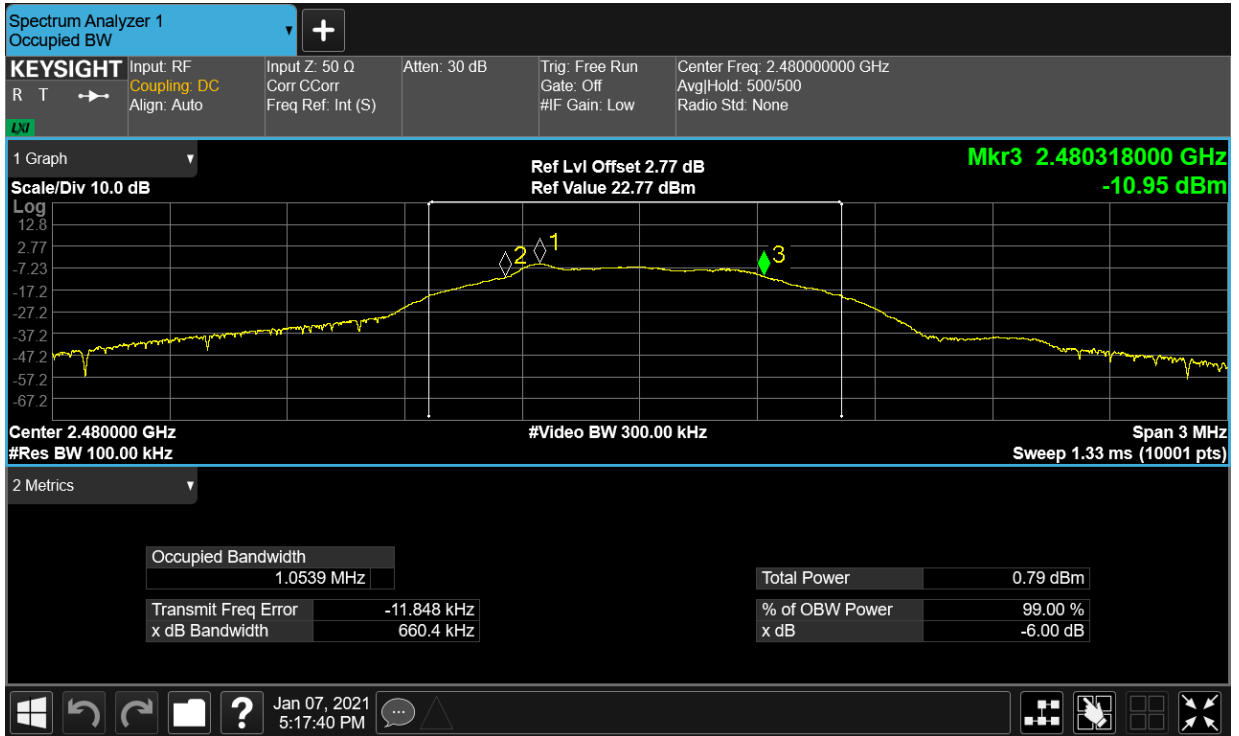 Spectrum Analyzer 1
Occupied BW
KEYSIGHT
R T
LXI
Input: RF
Coupling: DC
Align: Auto
Input Z: 50 Ω
Corr CCorr
Freq Ref: Int (S)
Atten: 30 dB
Trig: Free Run
Gate: Off
#IF Gain: Low
Center Freq: 2.480000000 GHz
Avg|Hold: 500/500
Radio Std: None
1 Graph
Scale/Div 10.0 dB
Ref Lvl Offset 2.77 dB
Ref Value 22.77 dBm
Mkr3 2.480318000 GHz
-10.95 dBm
Log
12.8
2.77
-7.23
-17.2
-27.2
-37.2
-47.2
-57.2
-67.2
2
1
3
Center 2.480000 GHz
#Video BW 300.00 kHz
Span 3 MHz
#Res BW 100.00 kHz
Sweep 1.33 ms (10001 pts)
2 Metrics
Occupied Bandwidth
1.0539 MHz
Total Power 0.79 dBm
Transmit Freq Error -11.848 kHz
% of OBW Power 99.00 %
x dB Bandwidth 660.4 kHz
x dB -6.00 dB
?
Jan 07, 2021
5:17:40 PM